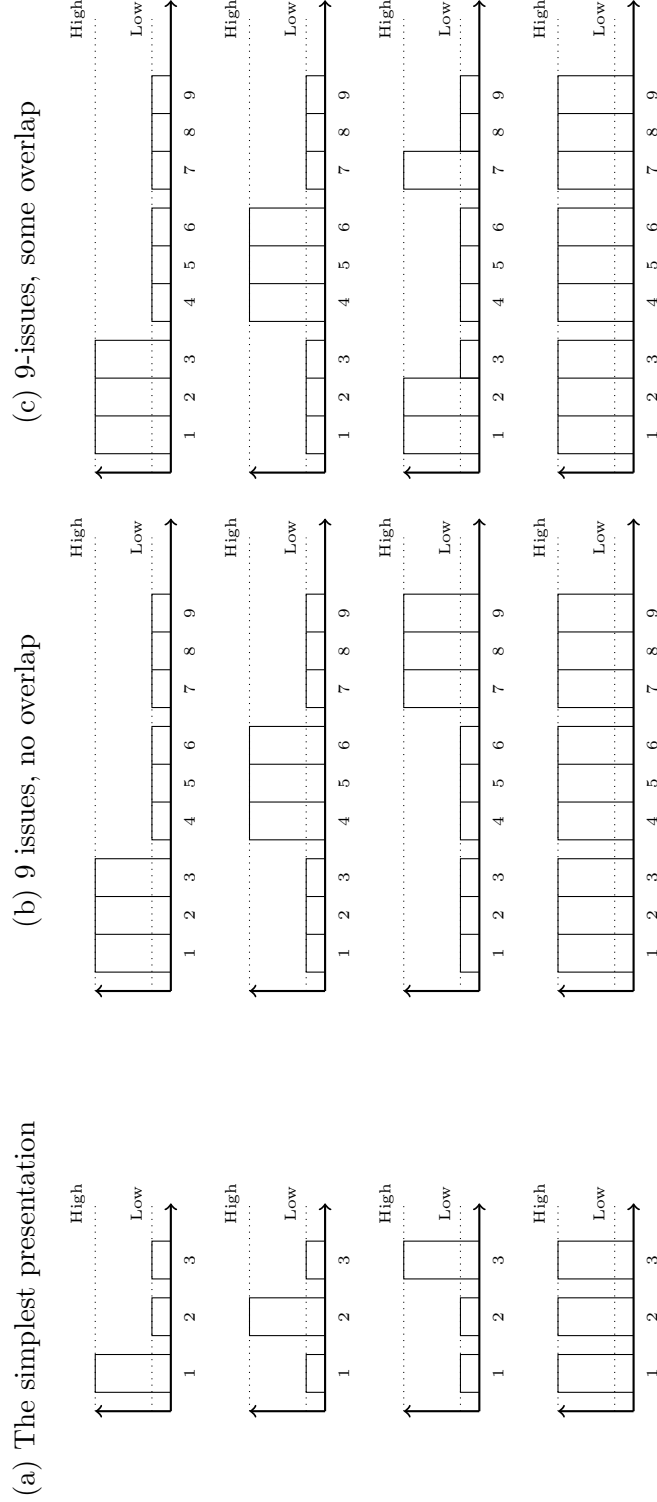 (a) The simplest presentation
High
Low
1 2 3
High
Low
1 2 3
High
Low
1 2 3
High
Low
1 2 3
(b) 9 issues, no overlap
High
Low
1 2 3 4 5 6 7 8 9
High
Low
1 2 3 4 5 6 7 8 9
High
Low
1 2 3 4 5 6 7 8 9
High
Low
1 2 3 4 5 6 7 8 9
(c) 9-issues, some overlap
High
Low
1 2 3 4 5 6 7 8 9
High
Low
1 2 3 4 5 6 7 8 9
High
Low
1 2 3 4 5 6 7 8 9
High
Low
1 2 3 4 5 6 7 8 9